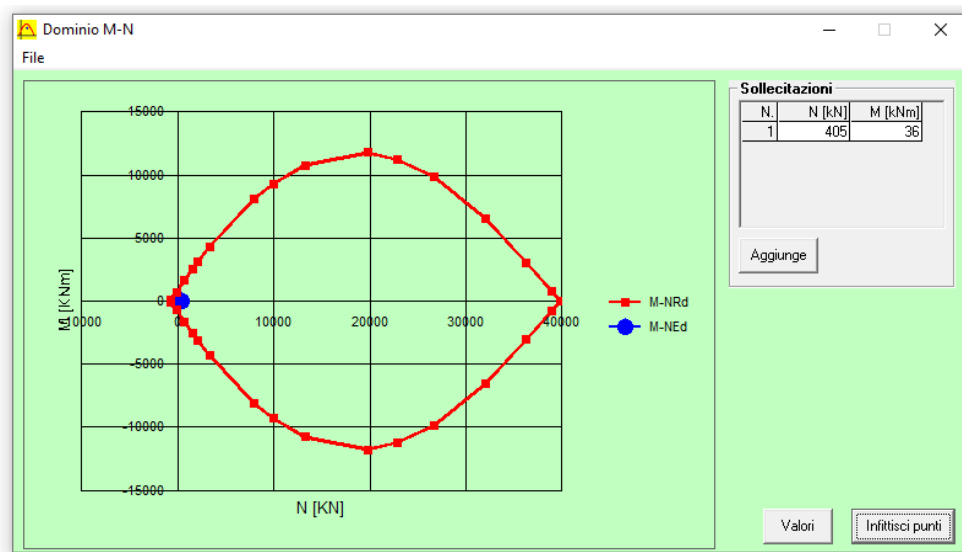 Dominio M-N
File
15000
10000
5000
0
-5000
-10000
-15000
-10000
0
10000
20000
30000
40000
M [KNm]
N [KN]
M-NRd
M-NEd
Sollecitazioni
N. N [kN] M [kNm]
1 405 36
Aggiunge
Valori
Infittisci punti